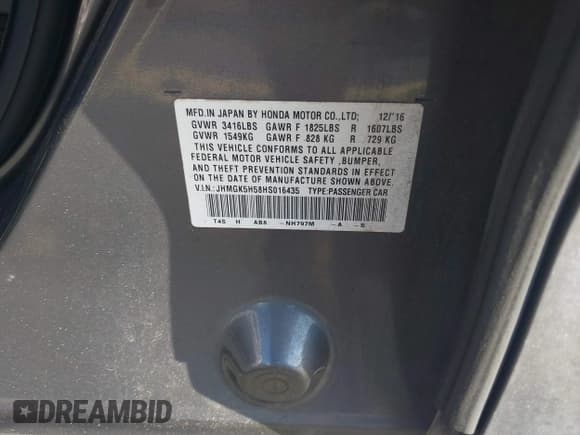 MFD.IN JAPAN BY HONDA MOTOR CO.,LTD; 12/'16
GVWR 3416LBS GAWR F 1825LBS R 1607LBS
GVWR 1549KG GAWR F 828 KG R 729 KG
THIS VEHICLE CONFORMS TO ALL APPLICABLE
FEDERAL MOTOR VEHICLE SAFETY ,BUMPER,
AND THEFT PREVENTION STANDARDS IN EFFECT
ON THE DATE OF MANUFACTURE SHOWN ABOVE.
V.I.N.: JHMGK5H58HS016435 TYPE:PASSENGER CAR
T4S H ABA -NH797M -A -S
DREAMBID